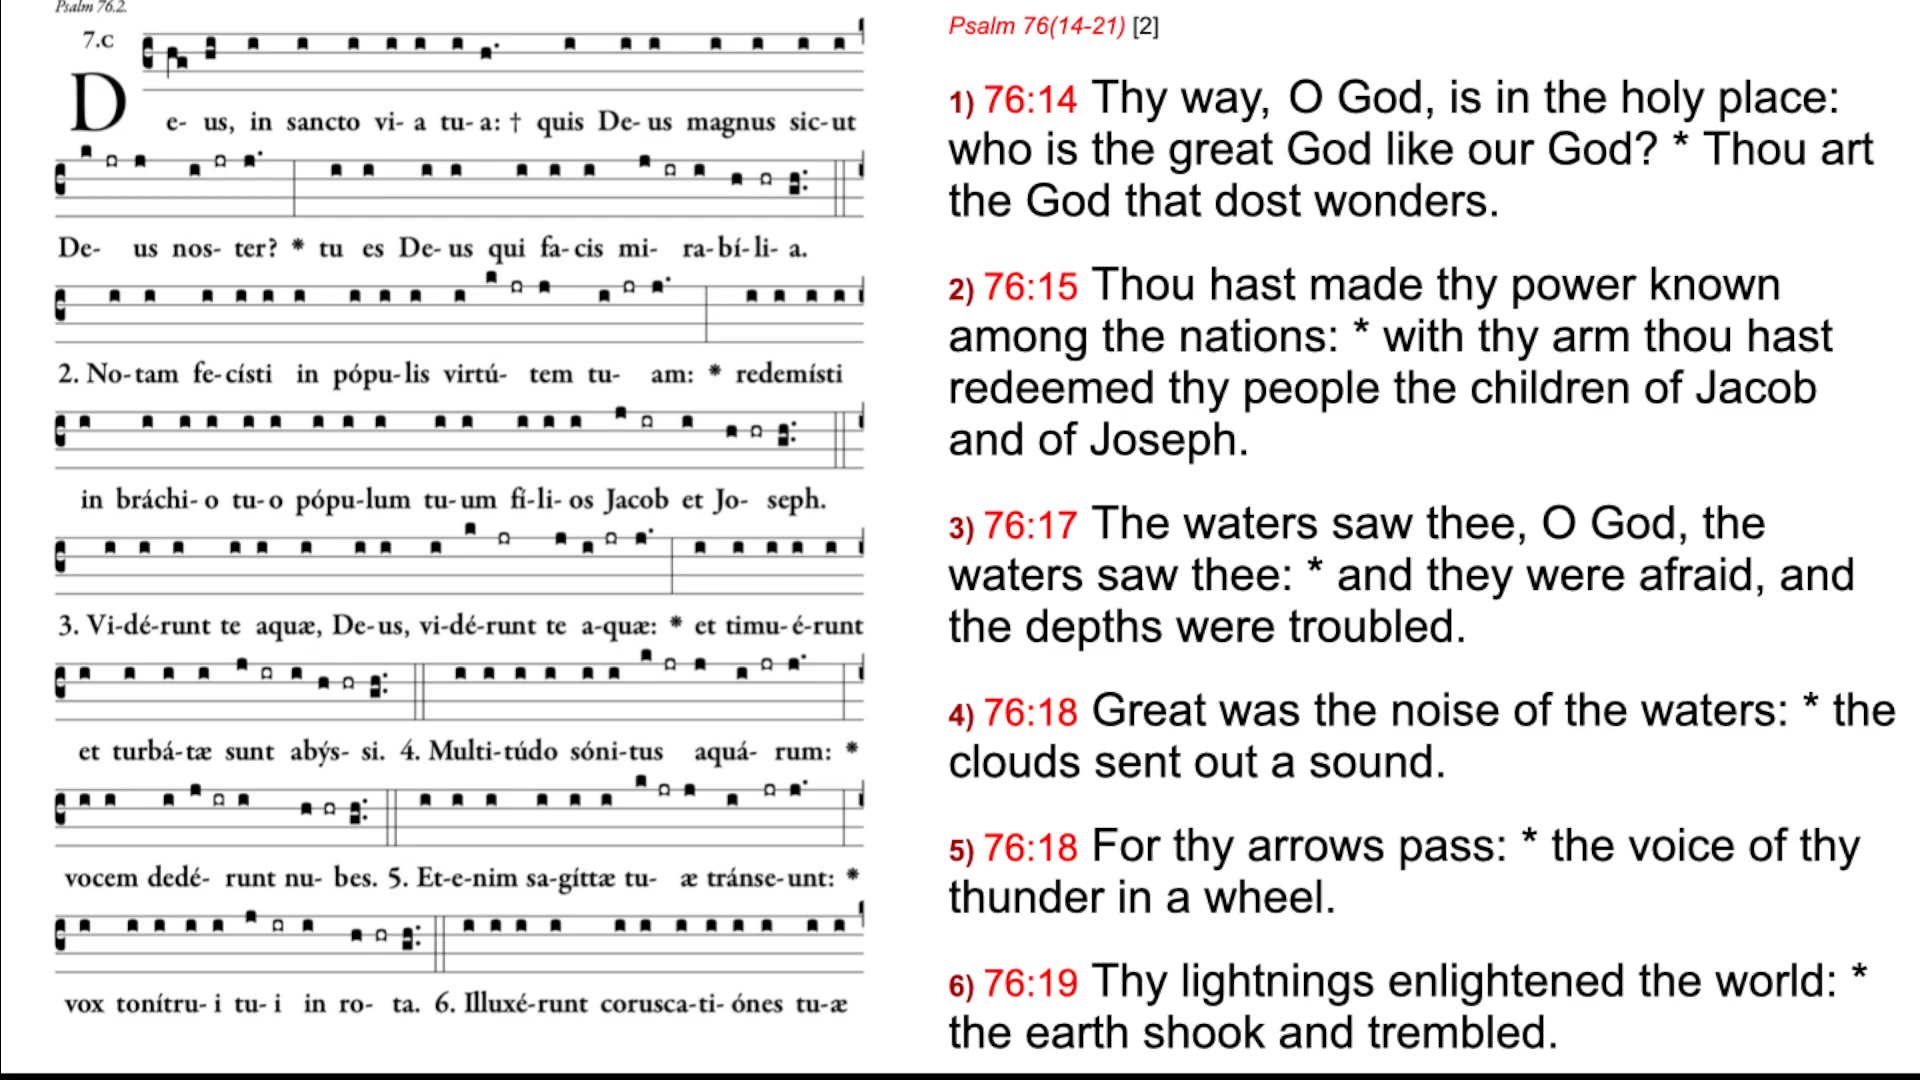 Psalm 76.2.
7.c
De- us, in sancto vi- a tu- a: † quis De- us magnus sic- ut
De- us nos- ter? * tu es De- us qui fa- cis mi- ra- bí- li- a.
2. No- tam fe- císti in pópu- lis virtú- tem tu- am: * redemísti
in bráchi- o tu- o pópu- lum tu- um fí- li- os Jacob et Jo- seph.
3. Vi- dé- runt te aquæ, De- us, vi- dé- runt te a- quæ: * et timu- é- runt
et turbá- tæ sunt abýs- si. 4. Multi- túdo sóni- tus aquá- rum: *
vocem dedé- runt nu- bes. 5. Et- e- nim sa- gíttæ tu- æ tránse- unt: *
vox tonítru- i tu- i in ro- ta. 6. Illuxé- runt corusca- ti- ónes tu- æ
Psalm 76(14-21) [2]
1) 76:14 Thy way, O God, is in the holy place:
who is the great God like our God? * Thou art
the God that dost wonders.
2) 76:15 Thou hast made thy power known
among the nations: * with thy arm thou hast
redeemed thy people the children of Jacob
and of Joseph.
3) 76:17 The waters saw thee, O God, the
waters saw thee: * and they were afraid, and
the depths were troubled.
4) 76:18 Great was the noise of the waters: * the
clouds sent out a sound.
5) 76:18 For thy arrows pass: * the voice of thy
thunder in a wheel.
6) 76:19 Thy lightnings enlightened the world: *
the earth shook and trembled.